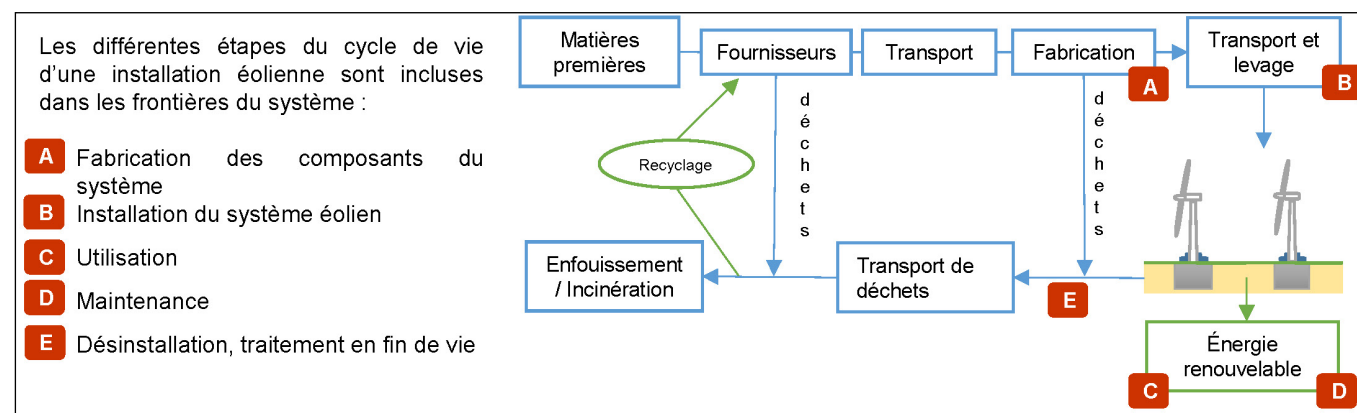 Les différentes étapes du cycle de vie
d'une installation éolienne sont incluses
dans les frontières du système :
A Fabrication des composants du
système
B Installation du système éolien
C Utilisation
D Maintenance
E Désinstallation, traitement en fin de vie
Matières
premières
Fournisseurs
Transport
Fabrication
A
Transport et
levage
B
déchets
déchets
Recyclage
Enfouissement
/ Incinération
Transport de
déchets
E
Énergie
renouvelable
C
D